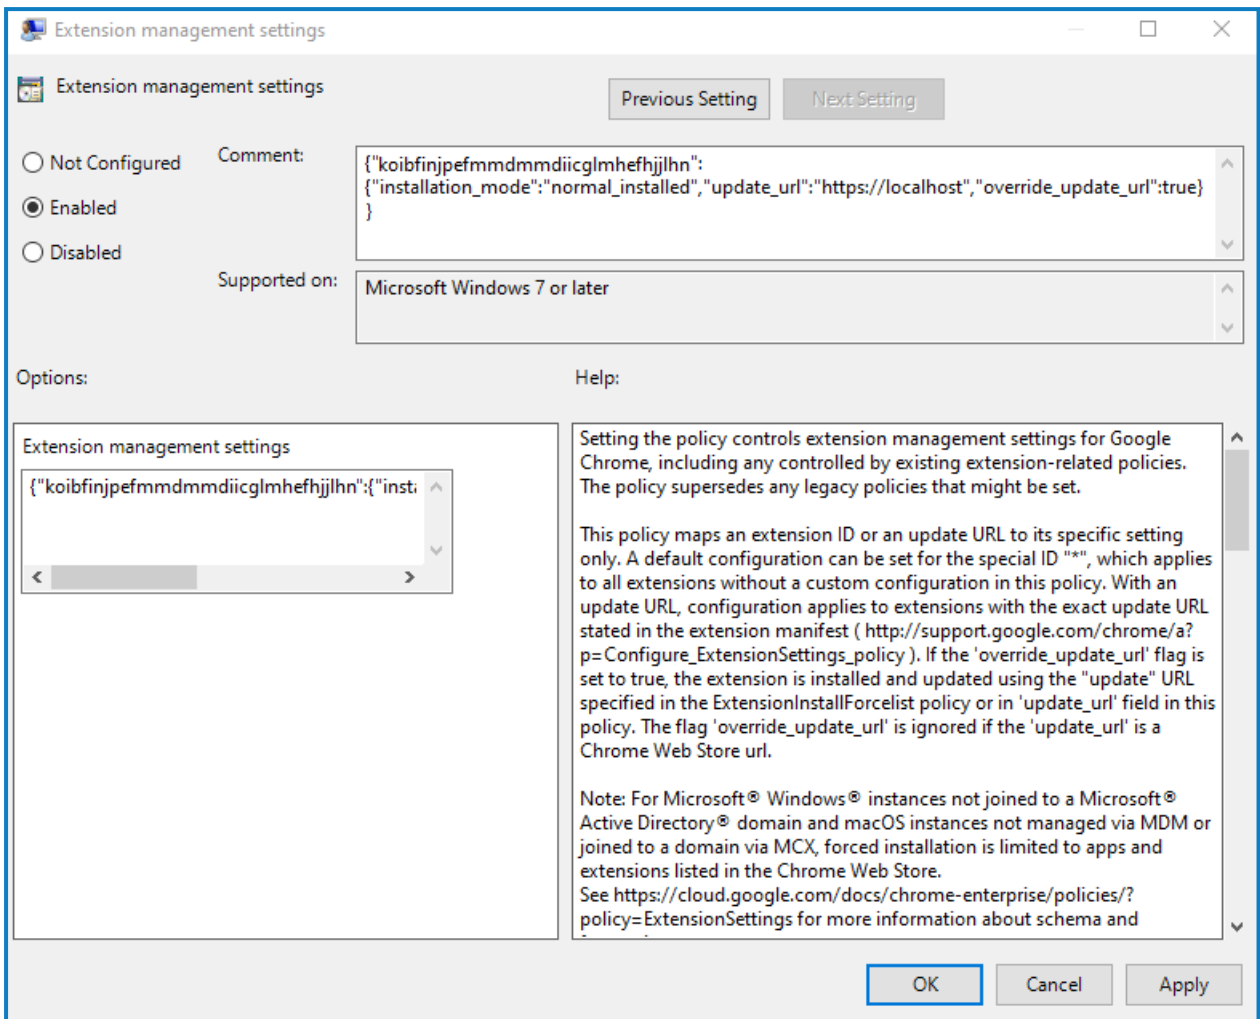 Extension management settings
Extension management settings
Previous Setting
Next Setting
Not Configured
Enabled
Disabled
Comment:
{"koibfinjpefmmdmmdiicglmhefhjjlhn":
{"installation_mode":"normal_installed","update_url":"https://localhost","override_update_url":true}
}
Supported on:
Microsoft Windows 7 or later
Options:
Help:
Extension management settings
{"koibfinjpefmmdmmdiicglmhefhjjlhn":{"insta
Setting the policy controls extension management settings for Google
Chrome, including any controlled by existing extension-related policies.
The policy supersedes any legacy policies that might be set.
This policy maps an extension ID or an update URL to its specific setting
only. A default configuration can be set for the special ID "*", which applies
to all extensions without a custom configuration in this policy. With an
update URL, configuration applies to extensions with the exact update URL
stated in the extension manifest ( http://support.google.com/chrome/a?
p=Configure_ExtensionSettings_policy ). If the 'override_update_url' flag is
set to true, the extension is installed and updated using the "update" URL
specified in the ExtensionInstallForcelist policy or in 'update_url' field in this
policy. The flag 'override_update_url' is ignored if the 'update_url' is a
Chrome Web Store url.
Note: For Microsoft® Windows® instances not joined to a Microsoft®
Active Directory® domain and macOS instances not managed via MDM or
joined to a domain via MCX, forced installation is limited to apps and
extensions listed in the Chrome Web Store.
See https://cloud.google.com/docs/chrome-enterprise/policies/?
policy=ExtensionSettings for more information about schema and
OK
Cancel
Apply